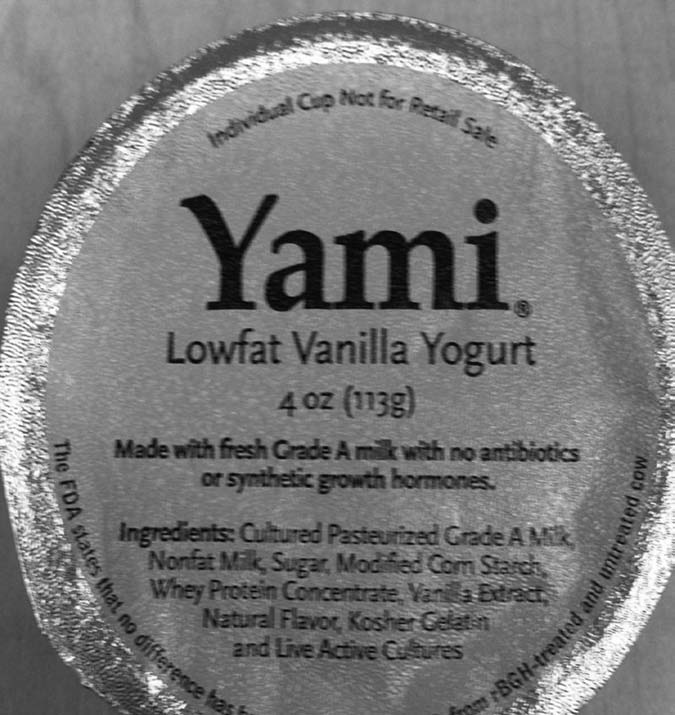 Individual Cup Not for Retail Sale
Yami®
Lowfat Vanilla Yogurt
4 oz (113g)
Made with fresh Grade A milk with no antibiotics
or synthetic growth hormones.
Ingredients: Cultured Pasteurized Grade A Milk,
Nonfat Milk, Sugar, Modified Corn Starch,
Whey Protein Concentrate, Vanilla Extract,
Natural Flavor, Kosher Gelatin
and Live Active Cultures
The FDA states that no difference has
from rBGH-treated and untreated cow